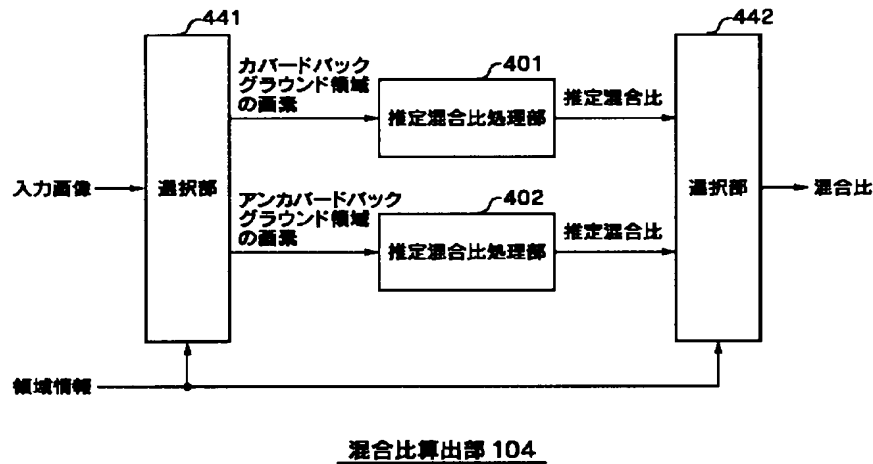 441
442
カバードバック
グラウンド領域
の画素
401
推定混合比
推定混合比処理部
入力画像
選択部
選択部
混合比
アンカバードバック
グラウンド領域
の画素
402
推定混合比
推定混合比処理部
領域情報
混合比算出部 104